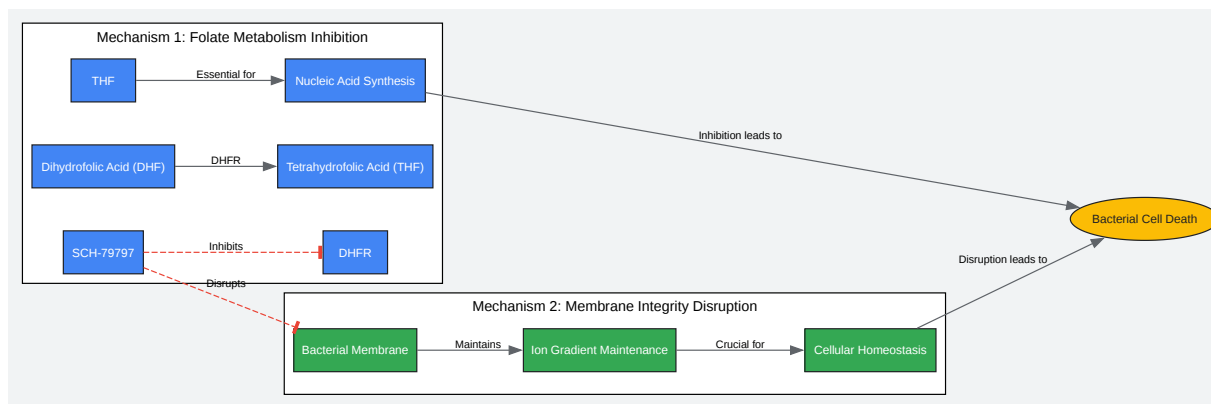 Mechanism 1: Folate Metabolism Inhibition
THF
Essential for
Nucleic Acid Synthesis
Inhibition leads to
Dihydrofolic Acid (DHF)
DHFR
Tetrahydrofolic Acid (THF)
Bacterial Cell Death
SCH-79797
Inhibits
DHFR
Disrupts
Disruption leads to
Mechanism 2: Membrane Integrity Disruption
Bacterial Membrane
Maintains
Ion Gradient Maintenance
Crucial for
Cellular Homeostasis